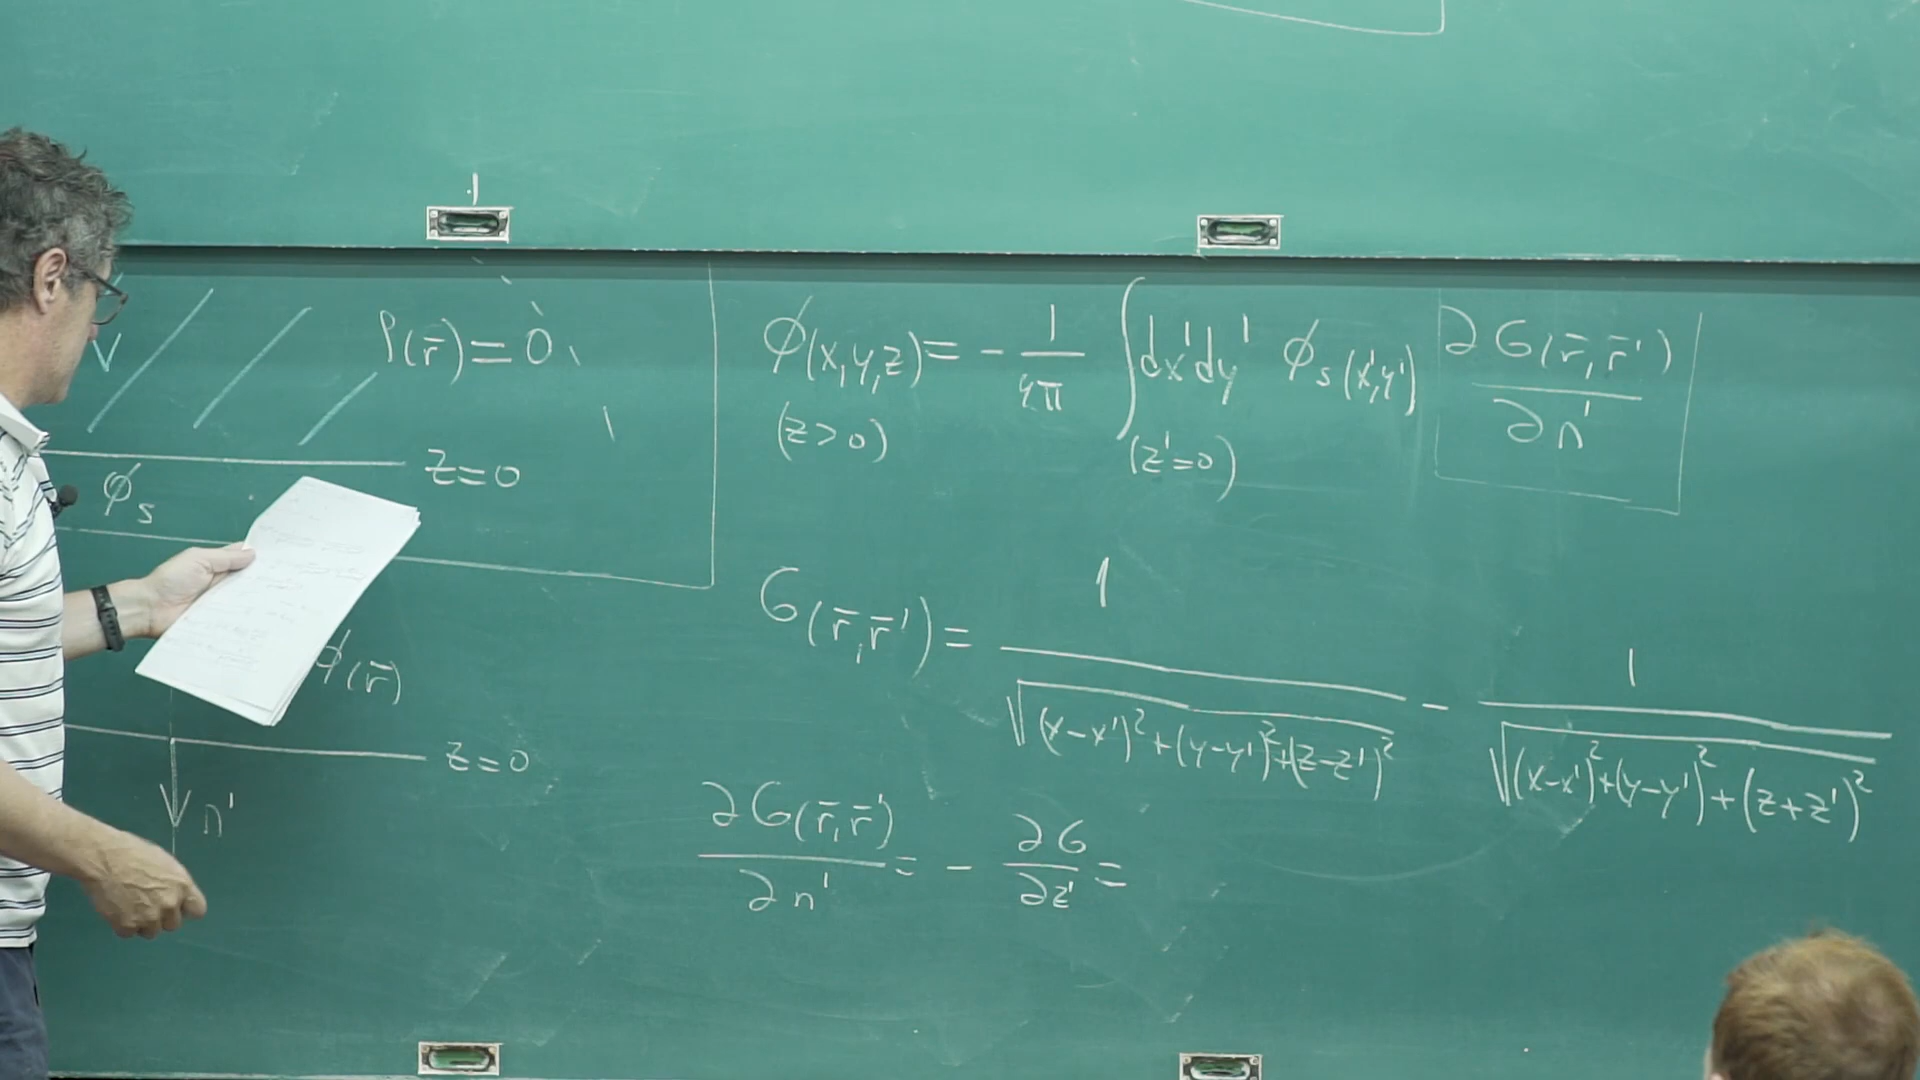 V
ρ(r̄) = 0
z = 0
ϕₛ
ϕ(r̄)
z = 0
n'
ϕ(x,y,z) = - 1/4π ∫dx'dy' ϕₛ(x',y') ∂G(r̄,r̄')/∂n'
(z>0) (z'=0)
G(r̄,r̄') = 1/√((x-x')²+(y-y')²+(z-z')²) - 1/√((x-x')²+(y-y')²+(z+z')²)
∂G(r̄,r̄')/∂n' = - ∂G/∂z' =